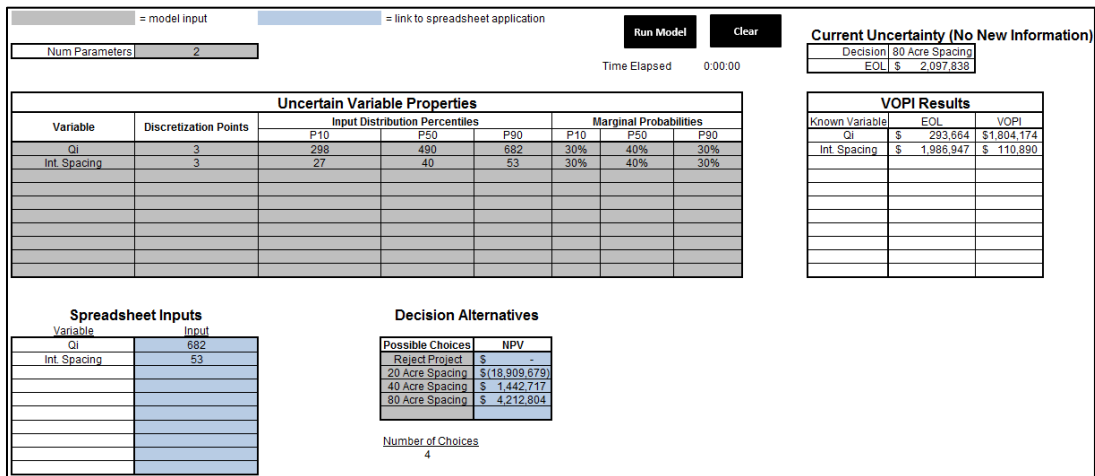 = model input = link to spreadsheet application
Run Model Clear
Current Uncertainty (No New Information)
Num Parameters 2
Decision 80 Acre Spacing
EOL $ 2,097,838
Time Elapsed 0:00:00
Uncertain Variable Properties
Variable Discretization Points Input Distribution Percentiles Marginal Probabilities
P10 P50 P90 P10 P50 P90
Qi 3 298 490 682 30% 40% 30%
Int. Spacing 3 27 40 53 30% 40% 30%
VOPI Results
Known Variable EOL VOPI
Qi $ 293,664 $1,804,174
Int. Spacing $ 1,986,947 $ 110,890
Spreadsheet Inputs
Variable Input
Qi 682
Int. Spacing 53
Decision Alternatives
Possible Choices NPV
Reject Project $ -
20 Acre Spacing $(18,909,679)
40 Acre Spacing $ 1,442,717
80 Acre Spacing $ 4,212,804
Number of Choices
4